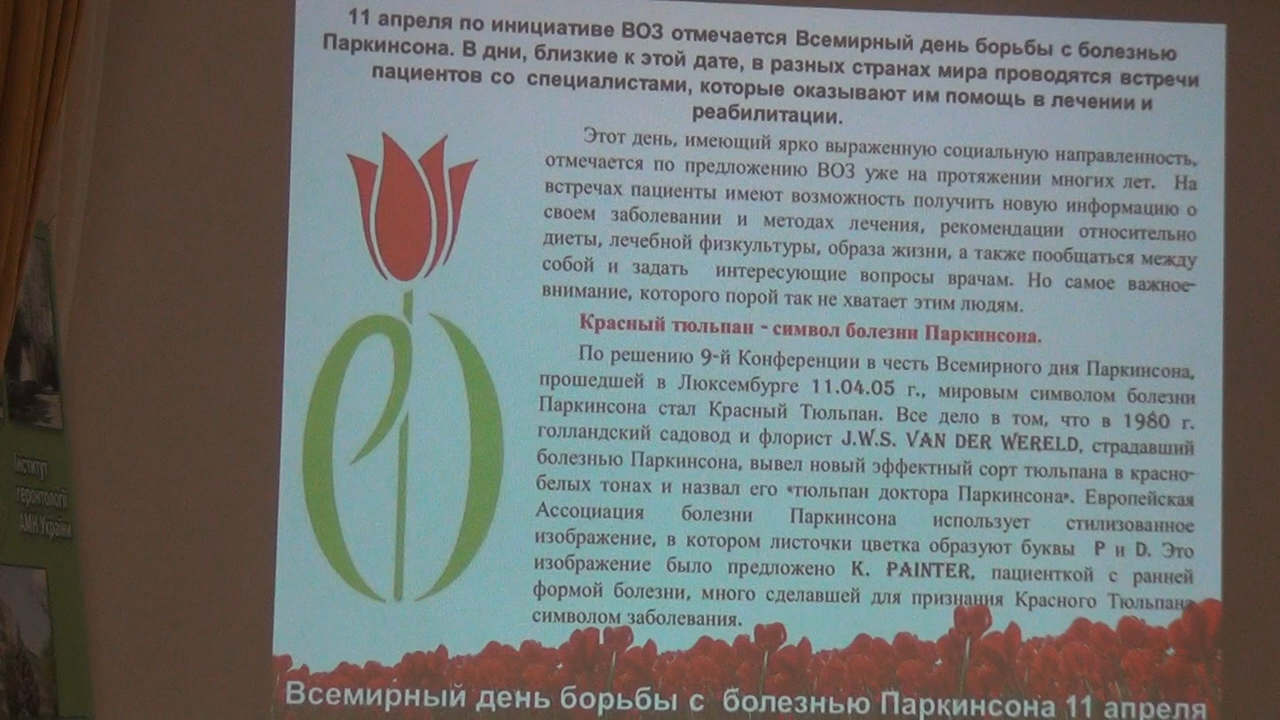 11 апреля по инициативе ВОЗ отмечается Всемирный день борьбы с болезнью
Паркинсона. В дни, близкие к этой дате, в разных странах мира проводятся встречи
пациентов со специалистами, которые оказывают им помощь в лечении и
реабилитации.
Этот день, имеющий ярко выраженную социальную направленность,
отмечается по предложению ВОЗ уже на протяжении многих лет. На
встречах пациенты имеют возможность получить новую информацию о
своем заболевании и методах лечения, рекомендации относительно
диеты, лечебной физкультуры, образа жизни, а также пообщаться между
собой и задать интересующие вопросы врачам. Но самое важное-
внимание, которого порой так не хватает этим людям.
Красный тюльпан - символ болезни Паркинсона.
По решению 9-й Конференции в честь Всемирного дня Паркинсона,
прошедшей в Люксембурге 11.04.05 г., мировым символом болезни
Паркинсона стал Красный Тюльпан. Все дело в том, что в 1980 г.
голландский садовод и флорист J.W.S. VAN DER WERELD, страдавший
болезнью Паркинсона, вывел новый эффектный сорт тюльпана в красно-
белых тонах и назвал его "тюльпан доктора Паркинсона". Европейская
Ассоциация болезни Паркинсона использует стилизованное
изображение, в котором листочки цветка образуют буквы P и D. Это
изображение было предложено K. PAINTER, пациенткой с ранней
формой болезни, много сделавшей для признания Красного Тюльпана
символом заболевания.
Всемирный день борьбы с болезнью Паркинсона 11 апреля
Інститут
геронтології
АМН України